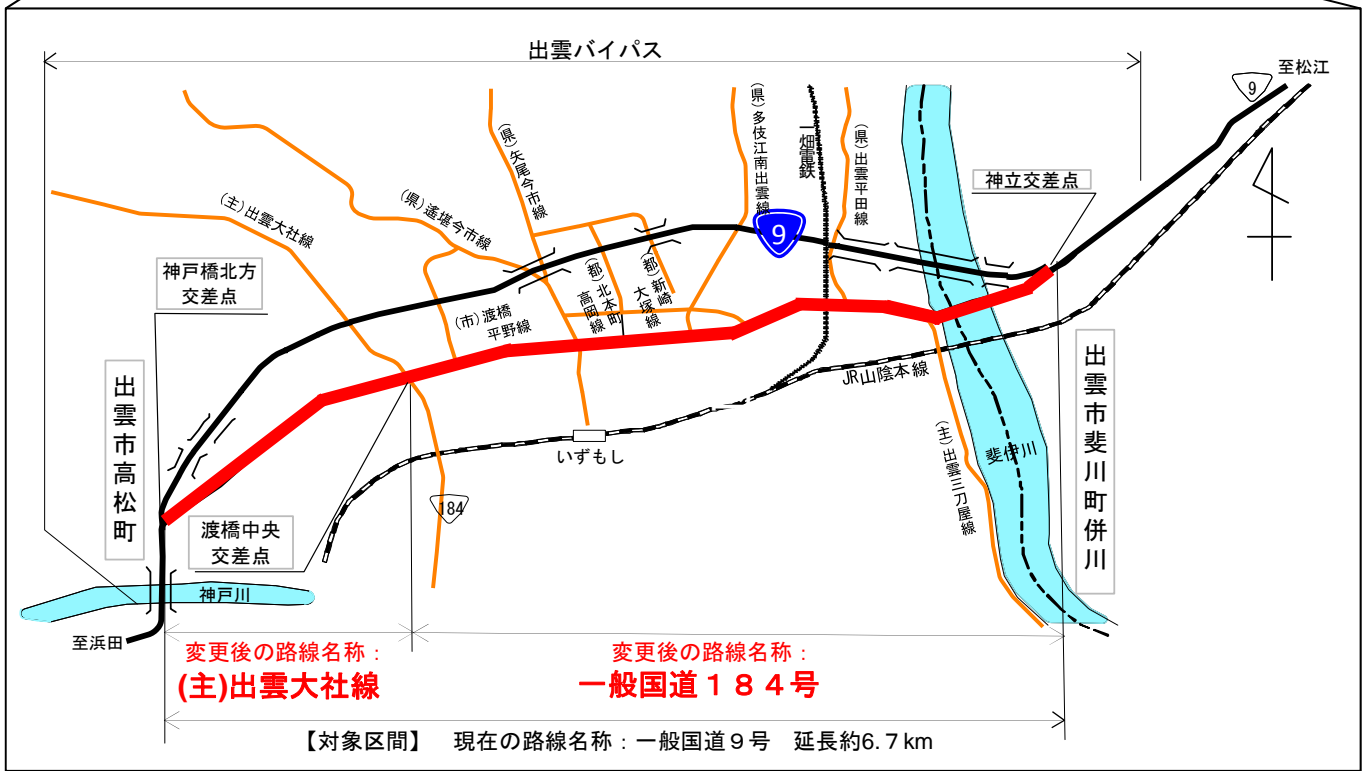 出雲バイパス
至松江
9
(県)多伎江南出雲線
一畑電鉄
(県)出雲平田線
(県)矢尾今市線
神立交差点
(主)出雲大社線
(県)遙堪今市線
9
神戸橋北方
交差点
(都)北本町
高岡線
(都)新崎
大塚線
(市)渡橋
平野線
出雲市高松町
JR山陰本線
出雲市斐川町併川
いずもし
(主)出雲三刀屋線
斐伊川
184
渡橋中央
交差点
神戸川
至浜田
変更後の路線名称：
(主)出雲大社線
変更後の路線名称：
一般国道１８４号
【対象区間】　現在の路線名称：一般国道９号　延長約6.7km